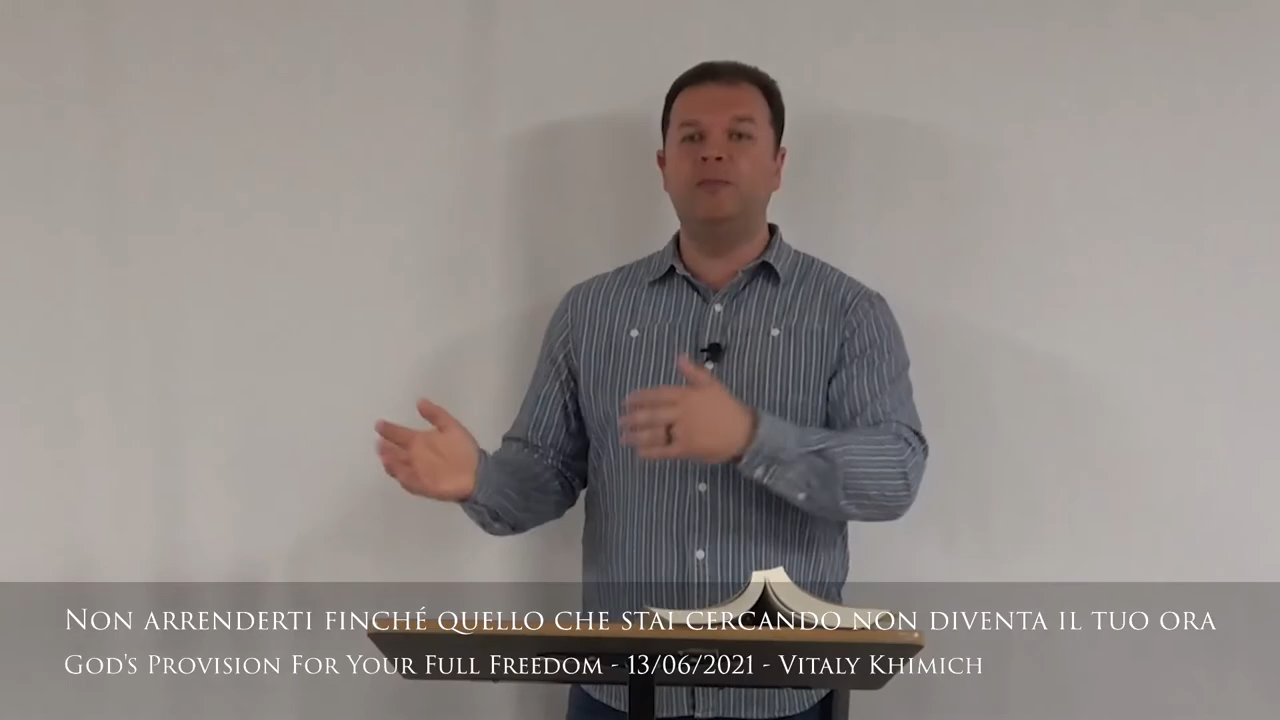 Non arrenderti finché quello che stai cercando non diventa il tuo ora
God's Provision For Your Full Freedom - 13/06/2021 - Vitaly Khimich